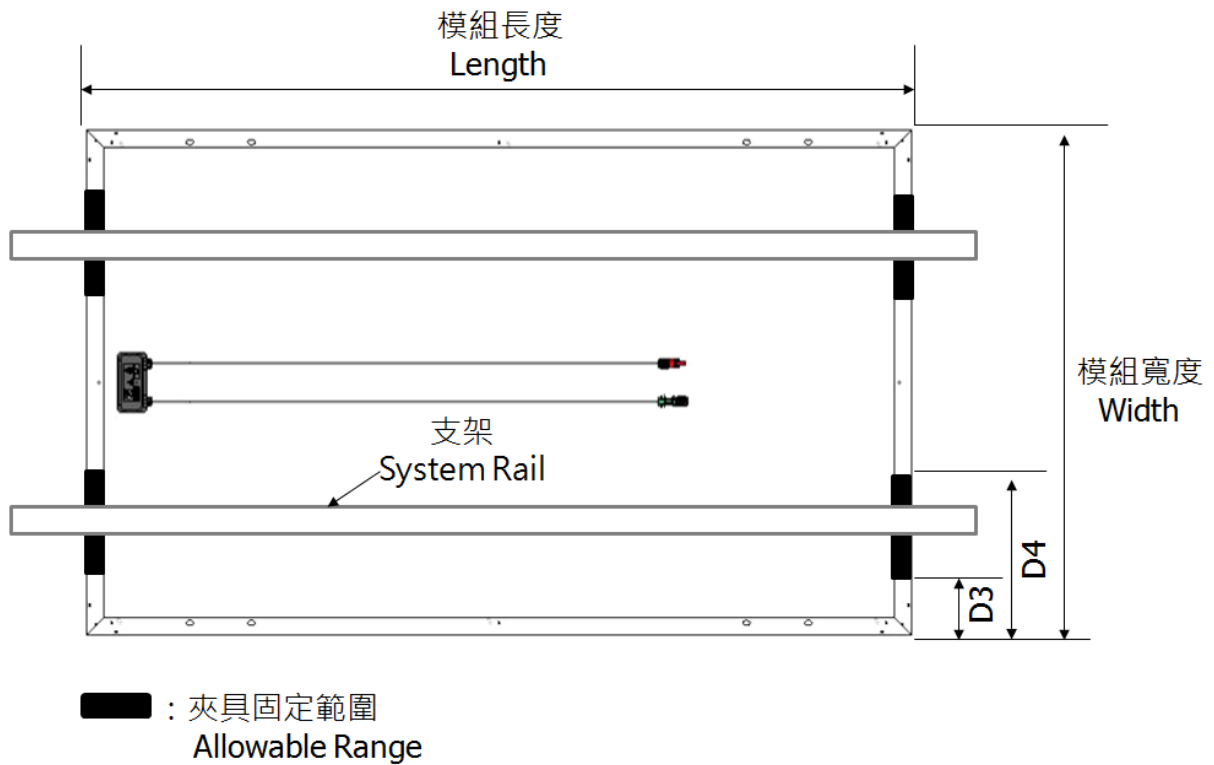 模組長度
Length
模組寬度
Width
支架
System Rail
D4
D3
：夾具固定範圍
Allowable Range